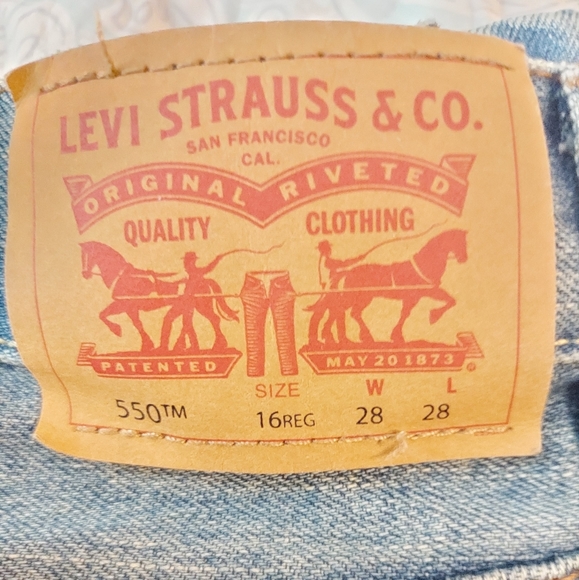 LEVI STRAUSS & CO.
SAN FRANCISCO
CAL.
ORIGINAL RIVETED
QUALITY CLOTHING
PATENTED MAY 20 1873 ®
SIZE W L
550™ 16REG 28 28